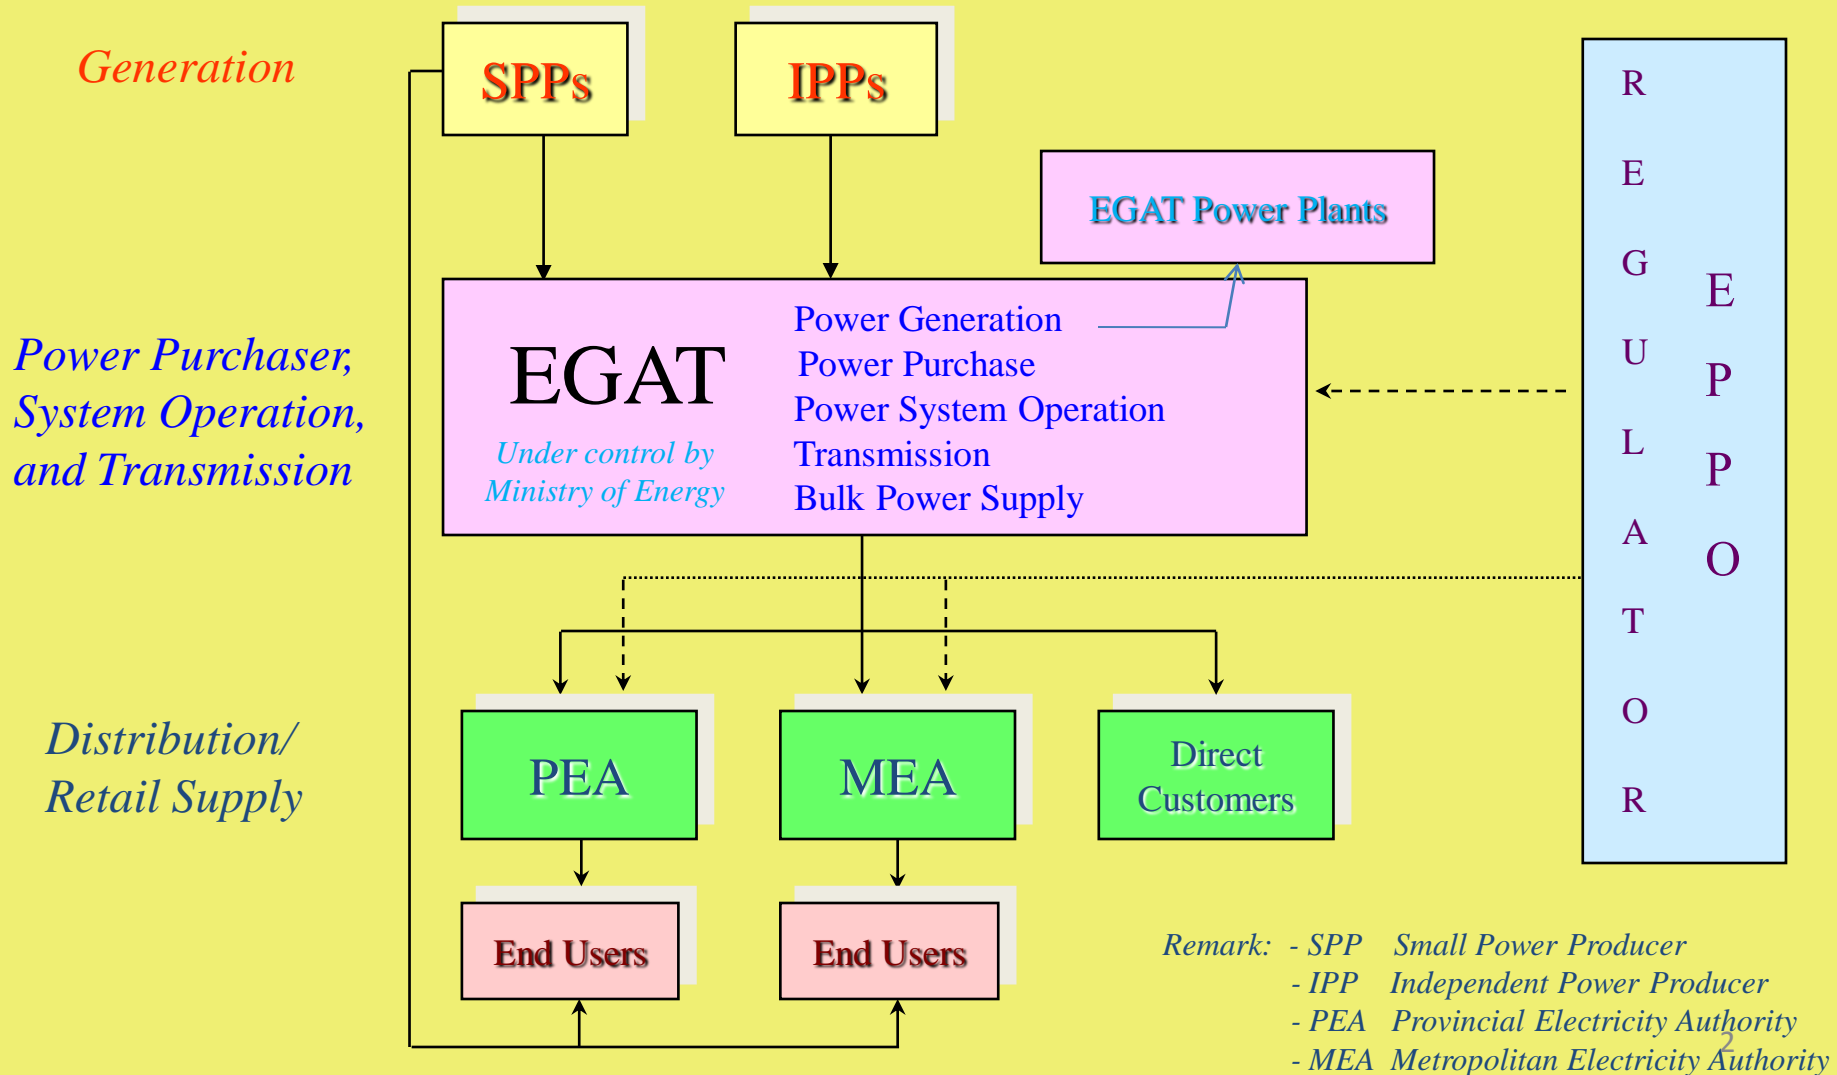 Generation
SPPs
IPPs
EGAT Power Plants
Power Purchaser,
System Operation,
and Transmission
EGAT
Under control by
Ministry of Energy
Power Generation
Power Purchase
Power System Operation
Transmission
Bulk Power Supply
R
E
G
U
L
A
T
O
R
E
P
P
O
Distribution/
Retail Supply
PEA
MEA
Direct
Customers
End Users
End Users
Remark: - SPP Small Power Producer
- IPP Independent Power Producer
- PEA Provincial Electricity Authority
- MEA Metropolitan Electricity Authority
2